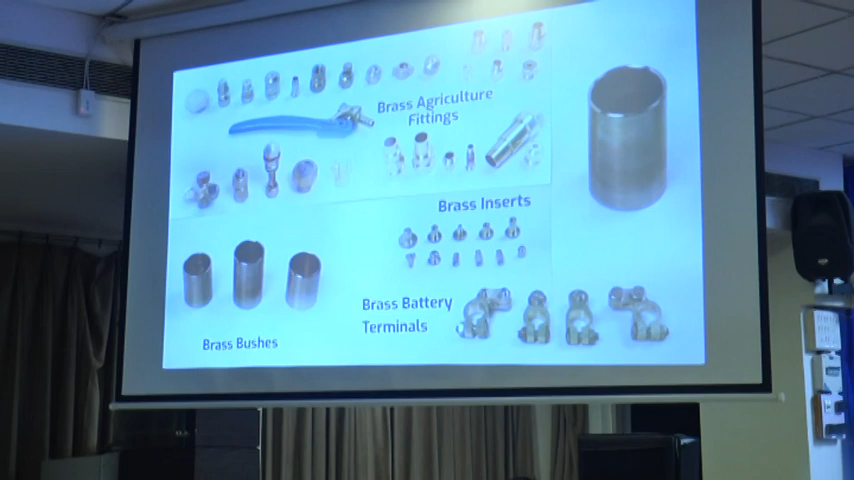 Brass Agriculture
Fittings
Brass Inserts
Brass Battery
Terminals
Brass Bushes